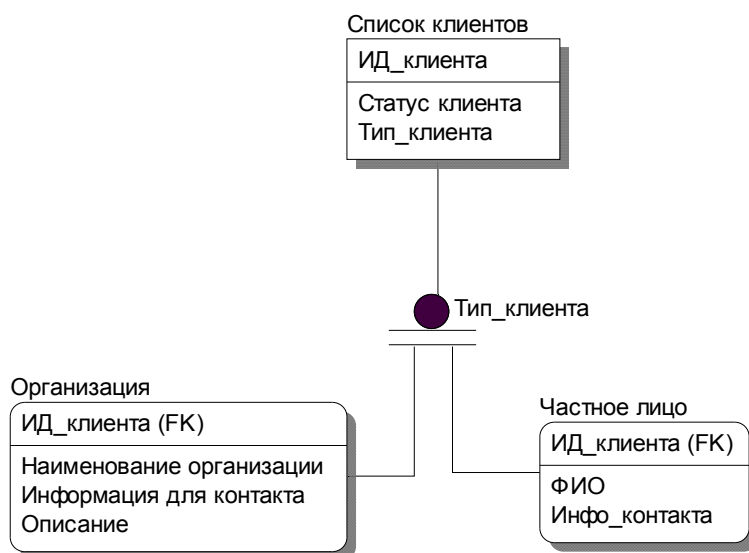 Список клиентов
ИД_клиента
Статус клиента
Тип_клиента
Тип_клиента
Организация
ИД_клиента (FK)
Наименование организации
Информация для контакта
Описание
Частное лицо
ИД_клиента (FK)
ФИО
Инфо_контакта